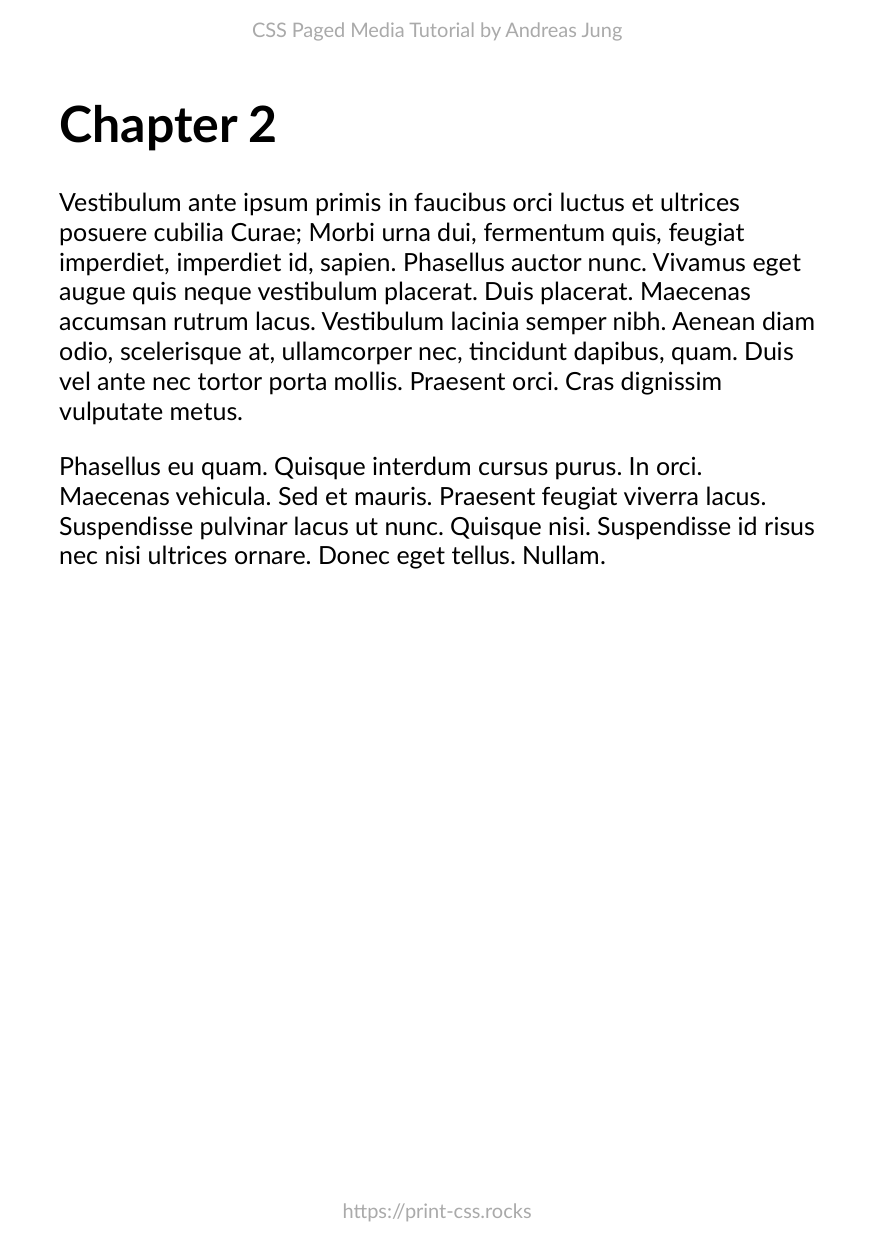 CSS Paged Media Tutorial by Andreas Jung
Chapter 2
Vestibulum ante ipsum primis in faucibus orci luctus et ultrices
posuere cubilia Curae; Morbi urna dui, fermentum quis, feugiat
imperdiet, imperdiet id, sapien. Phasellus auctor nunc. Vivamus eget
augue quis neque vestibulum placerat. Duis placerat. Maecenas
accumsan rutrum lacus. Vestibulum lacinia semper nibh. Aenean diam
odio, scelerisque at, ullamcorper nec, tincidunt dapibus, quam. Duis
vel ante nec tortor porta mollis. Praesent orci. Cras dignissim
vulputate metus.
Phasellus eu quam. Quisque interdum cursus purus. In orci.
Maecenas vehicula. Sed et mauris. Praesent feugiat viverra lacus.
Suspendisse pulvinar lacus ut nunc. Quisque nisi. Suspendisse id risus
nec nisi ultrices ornare. Donec eget tellus. Nullam.
https://print-css.rocks